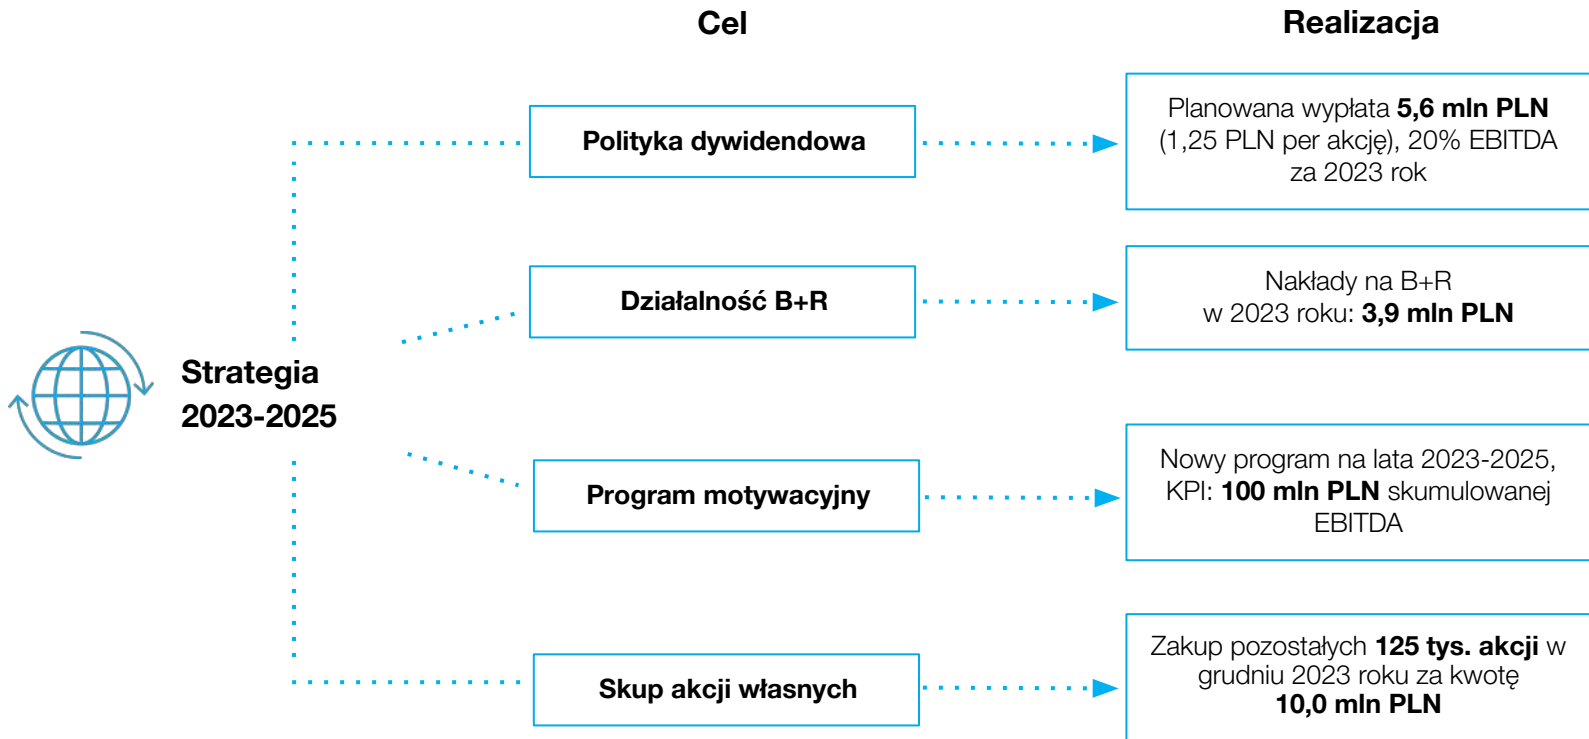 Cel
Realizacja
Strategia
2023-2025
Polityka dywidendowa
Planowana wypłata 5,6 mln PLN
(1,25 PLN per akcję), 20% EBITDA
za 2023 rok
Działalność B+R
Nakłady na B+R
w 2023 roku: 3,9 mln PLN
Program motywacyjny
Nowy program na lata 2023-2025,
KPI: 100 mln PLN skumulowanej
EBITDA
Skup akcji własnych
Zakup pozostałych 125 tys. akcji w
grudniu 2023 roku za kwotę
10,0 mln PLN